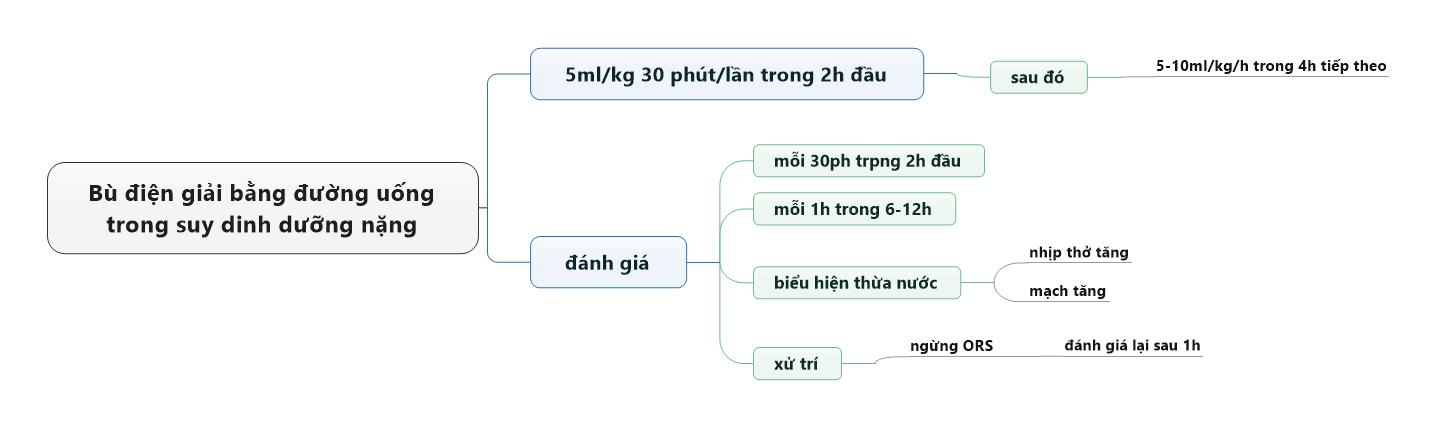 Bù điện giải bằng đường uống
trong suy dinh dưỡng nặng
5ml/kg 30 phút/lần trong 2h đầu
sau đó
5-10ml/kg/h trong 4h tiếp theo
đánh giá
mỗi 30ph trpng 2h đầu
mỗi 1h trong 6-12h
biểu hiện thừa nước
nhịp thở tăng
mạch tăng
xử trí
ngừng ORS
đánh giá lại sau 1h